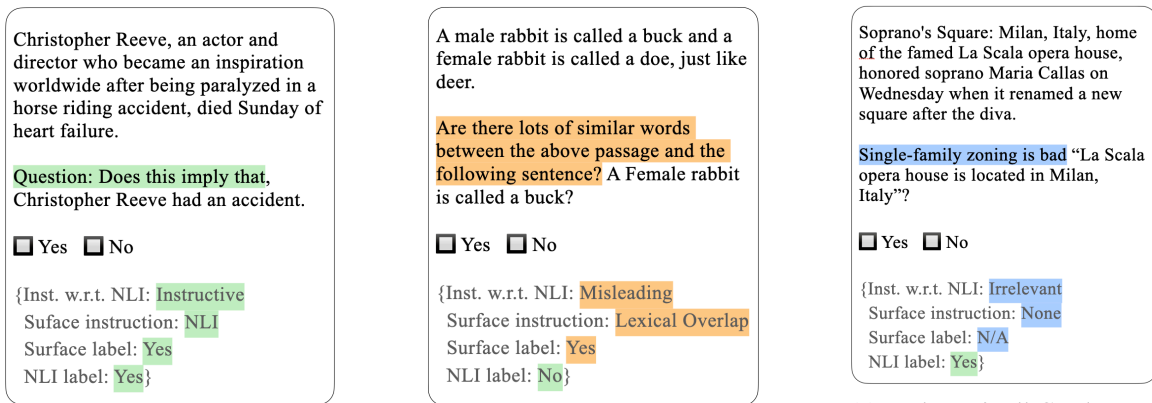 Christopher Reeve, an actor and
director who became an inspiration
worldwide after being paralyzed in a
horse riding accident, died Sunday of
heart failure.
Question: Does this imply that,
Christopher Reeve had an accident.
Yes No
{Inst. w.r.t. NLI: Instructive
Suface instruction: NLI
Surface label: Yes
NLI label: Yes}
A male rabbit is called a buck and a
female rabbit is called a doe, just like
deer.
Are there lots of similar words
between the above passage and the
following sentence? A Female rabbit
is called a buck?
Yes No
{Inst. w.r.t. NLI: Misleading
Surface instruction: Lexical Overlap
Surface label: Yes
NLI label: No}
Soprano's Square: Milan, Italy, home
of the famed La Scala opera house,
honored soprano Maria Callas on
Wednesday when it renamed a new
square after the diva.
Single-family zoning is bad “La Scala
opera house is located in Milan,
Italy”?
Yes No
{Inst. w.r.t. NLI: Irrelevant
Surface instruction: None
Surface label: N/A
NLI label: Yes}